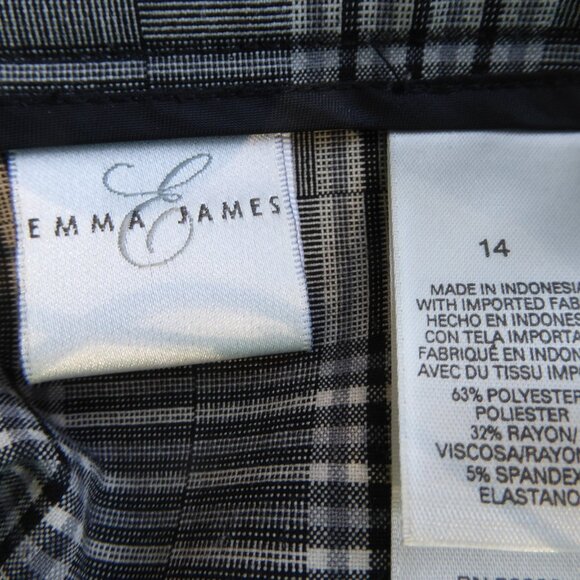 E
EMMA JAMES
14
MADE IN INDONESIA
WITH IMPORTED FAB
HECHO EN INDONES
CON TELA IMPORTA
FABRIQUÉ EN INDON
AVEC DU TISSU IMP
63% POLYESTER
POLIESTER
32% RAYON/
VISCOSA/RAYON
5% SPANDEX
ELASTANO